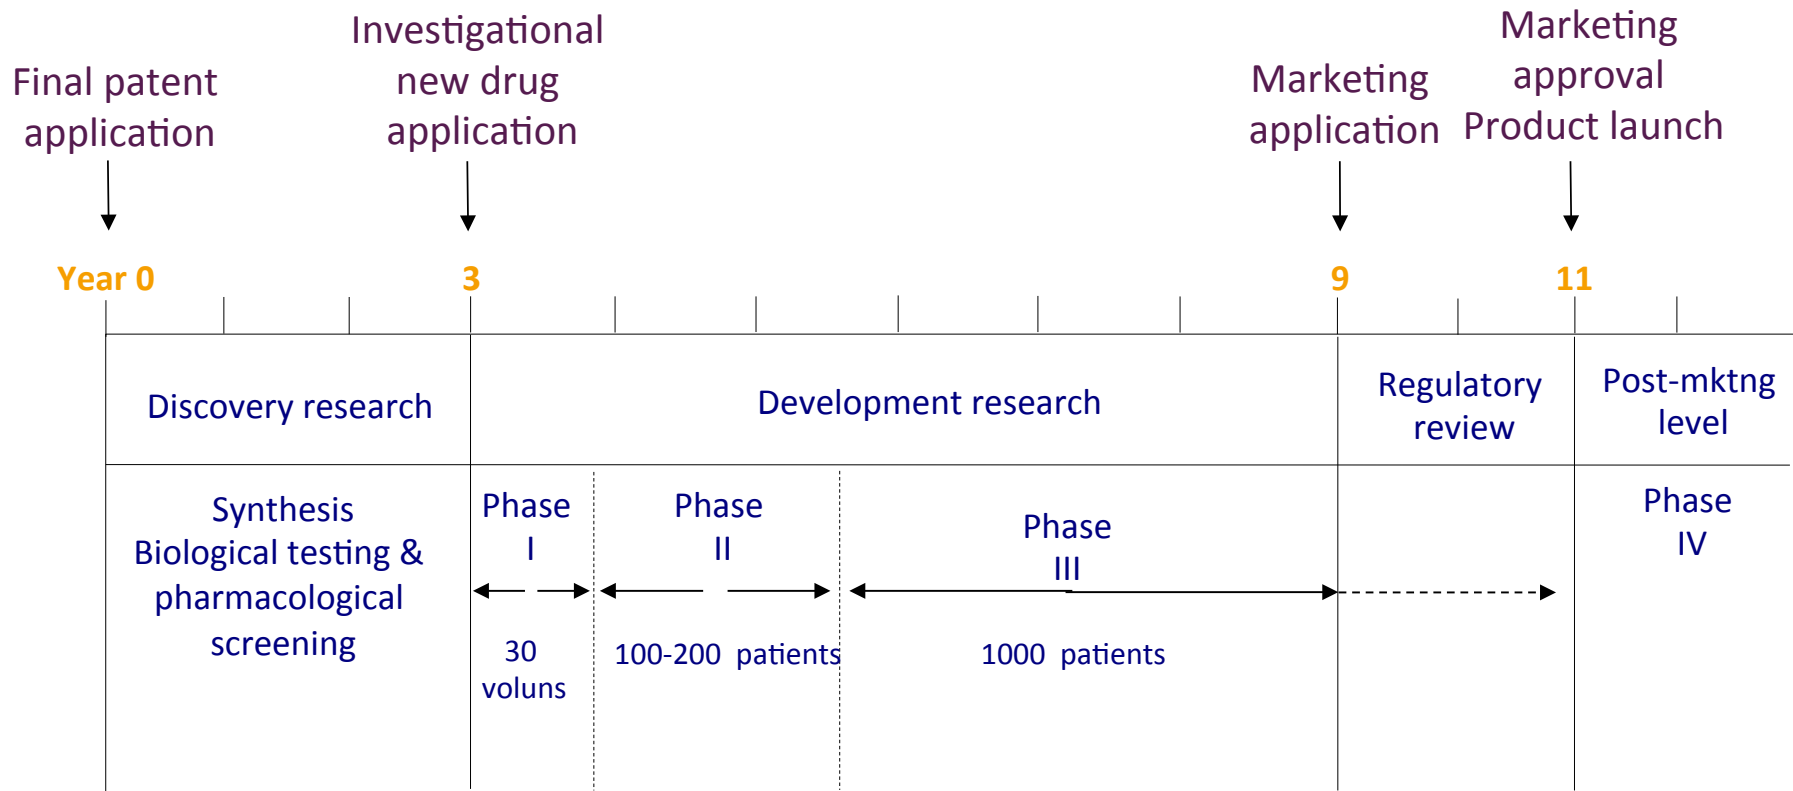 Final patent
application
Investigational
new drug
application
Marketing
application
Marketing
approval
Product launch
Year 0
3
9
11
Discovery research
Development research
Regulatory
review
Post-mktng
level
Synthesis
Biological testing &
pharmacological
screening
Phase
I
30
voluns
Phase
II
100-200 patients
Phase
III
1000 patients
Phase
IV